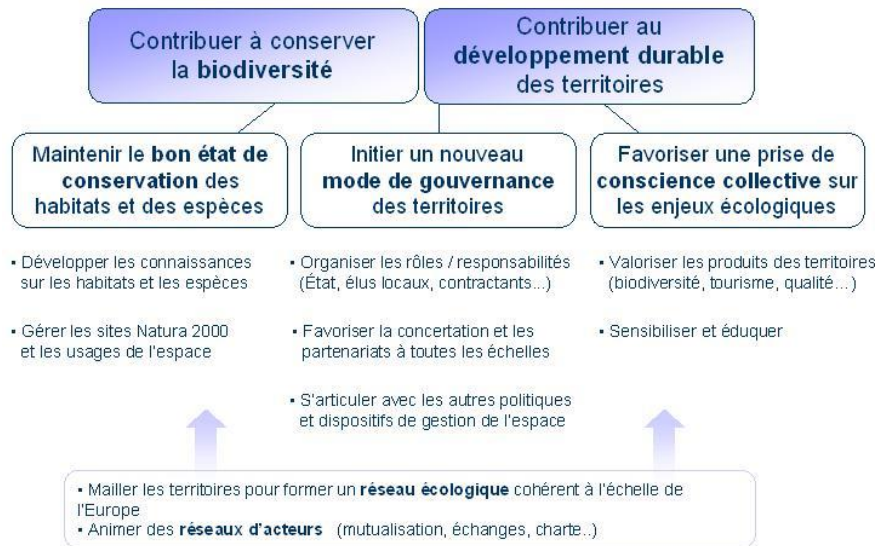 Contribuer à conserver
la biodiversité
Contribuer au
développement durable
des territoires
Maintenir le bon état de
conservation des
habitats et des espèces
Initier un nouveau
mode de gouvernance
des territoires
Favoriser une prise de
conscience collective sur
les enjeux écologiques
▪ Développer les connaissances
sur les habitats et les espèces
▪ Gérer les sites Natura 2000
et les usages de l'espace
▪ Organiser les rôles / responsabilités
(État, élus locaux, contractants...)
▪ Favoriser la concertation et les
partenariats à toutes les échelles
▪ S'articuler avec les autres politiques
et dispositifs de gestion de l'espace
▪ Valoriser les produits des territoires
(biodiversité, tourisme, qualité...)
▪ Sensibiliser et éduquer
▪ Mailler les territoires pour former un réseau écologique cohérent à l'échelle de
l'Europe
▪ Animer des réseaux d'acteurs (mutualisation, échanges, charte..)